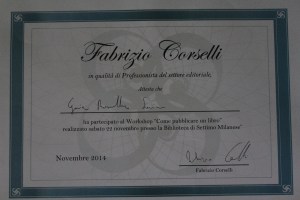 Fabrizio Corselli
in qualità di Professionista del settore editoriale,
attesta che
ha partecipato al Workshop "Come pubblicare un libro"
realizzato sabato 22 novembre presso la Biblioteca di Settimo Milanese
Novembre 2014
Fabrizio Corselli